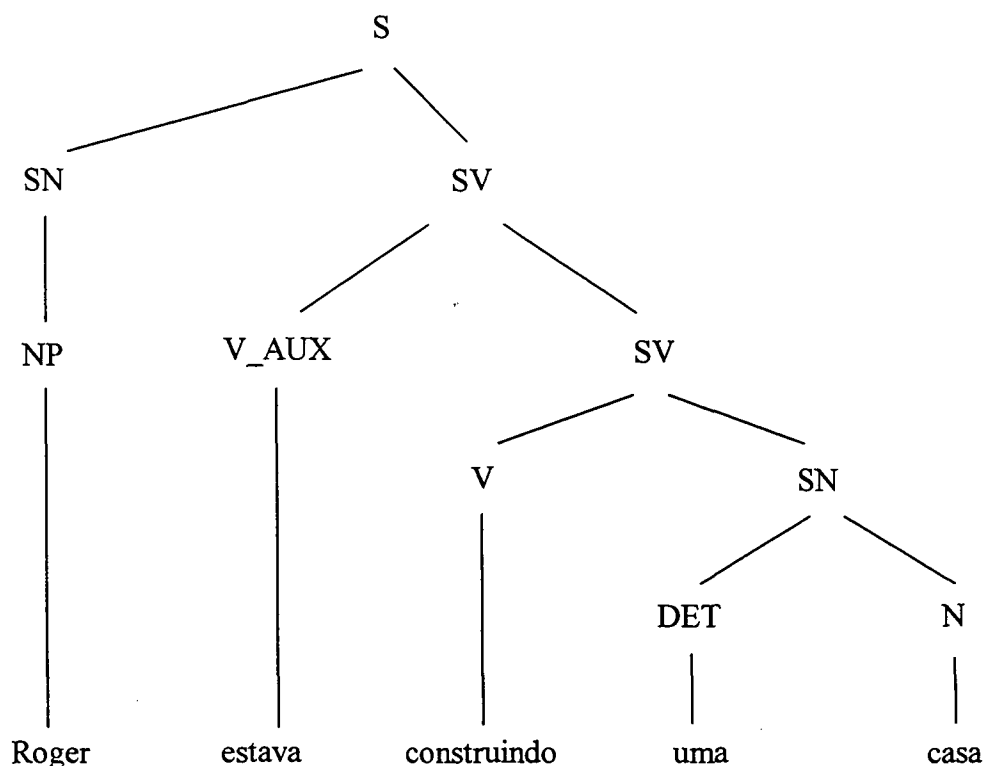 S
SN SV
NP V_AUX SV
V SN
DET N
Roger estava construindo uma casa